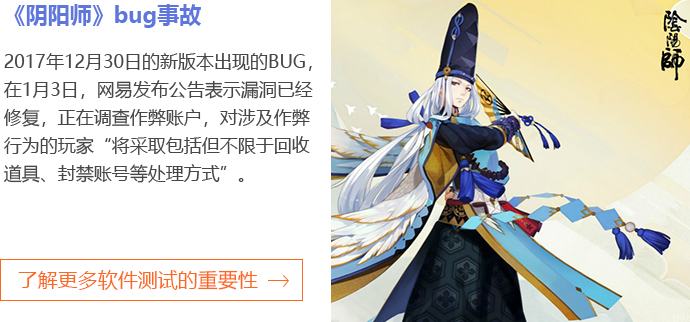 《阴阳师》bug事故
2017年12月30日的新版本出现的BUG，
在1月3日，网易发布公告表示漏洞已经
修复，正在调查作弊账户，对涉及作弊
行为的玩家“将采取包括但不限于回收
道具、封禁账号等处理方式”。
了解更多软件测试的重要性 →
陰陽師